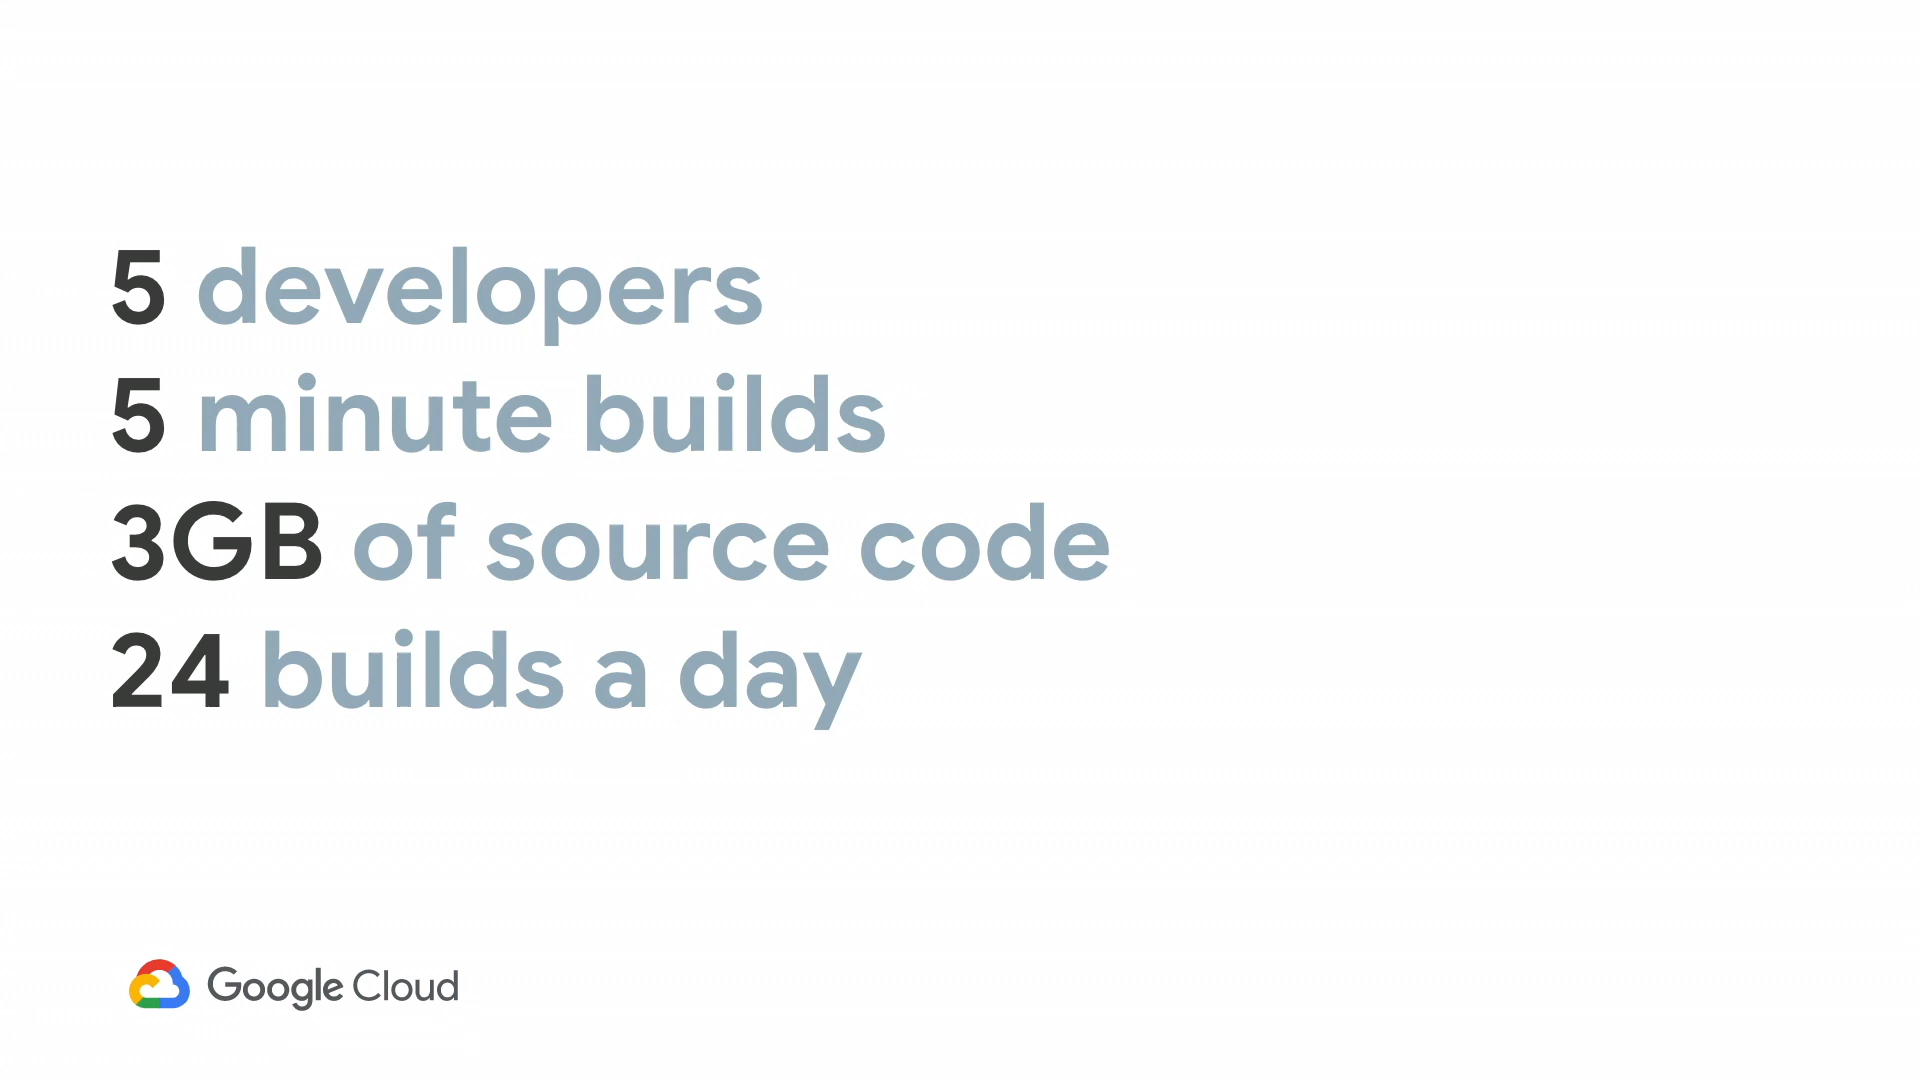 5 developers
5 minute builds
3GB of source code
24 builds a day
Google Cloud